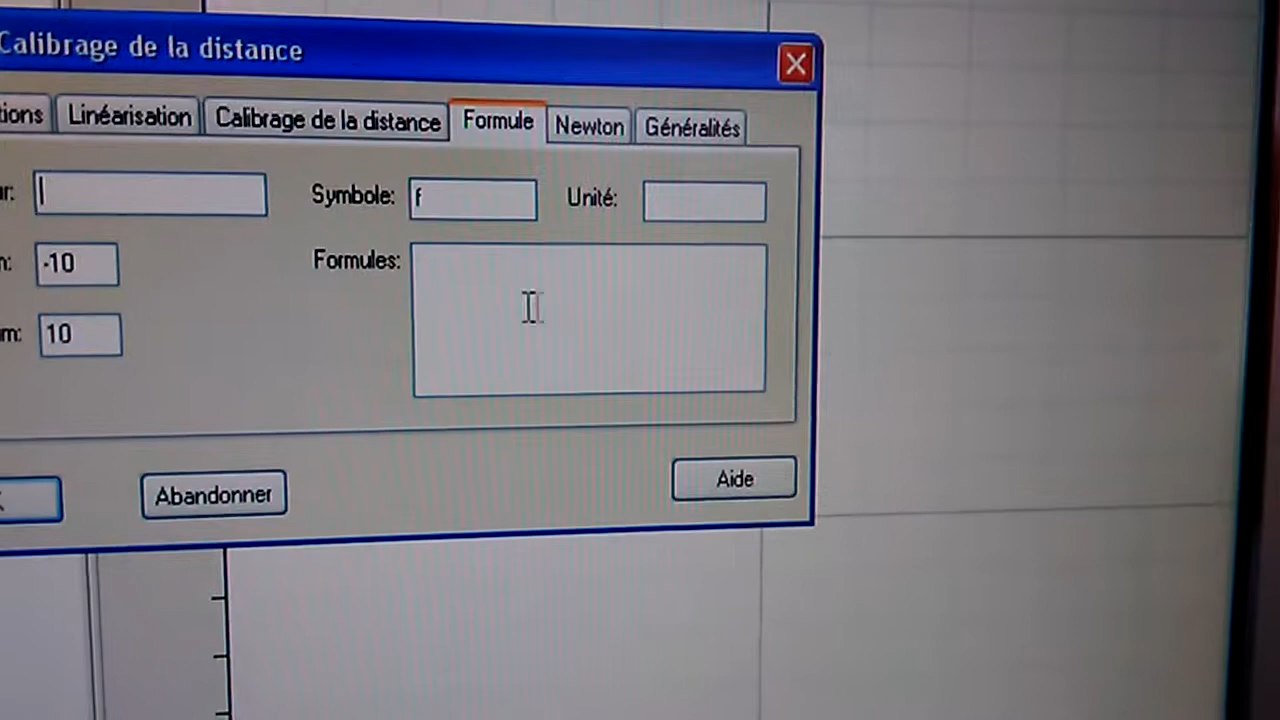 Calibrage de la distance
Linéarisation Calibrage de la distance Formule Newton Généralités
Symbole: f Unité:
-10 Formules:
10
Abandonner Aide